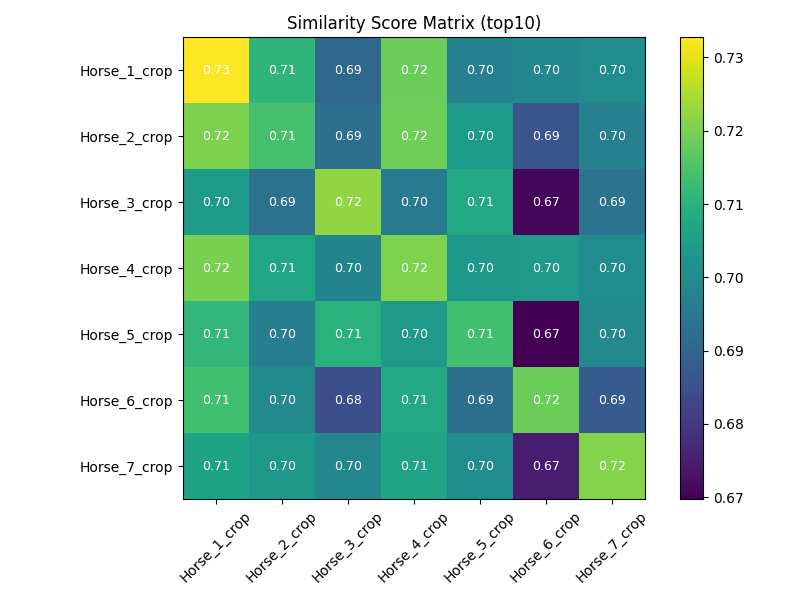 Similarity Score Matrix (top10)
Horse_1_crop 0.73 0.71 0.69 0.72 0.70 0.70 0.70
Horse_2_crop 0.72 0.71 0.69 0.72 0.70 0.69 0.70
Horse_3_crop 0.70 0.69 0.72 0.70 0.71 0.67 0.69
Horse_4_crop 0.72 0.71 0.70 0.72 0.70 0.70 0.70
Horse_5_crop 0.71 0.70 0.71 0.70 0.71 0.67 0.70
Horse_6_crop 0.71 0.70 0.68 0.71 0.69 0.72 0.69
Horse_7_crop 0.71 0.70 0.70 0.71 0.70 0.67 0.72
Horse_1_crop Horse_2_crop Horse_3_crop Horse_4_crop Horse_5_crop Horse_6_crop Horse_7_crop
0.73
0.72
0.71
0.70
0.69
0.68
0.67